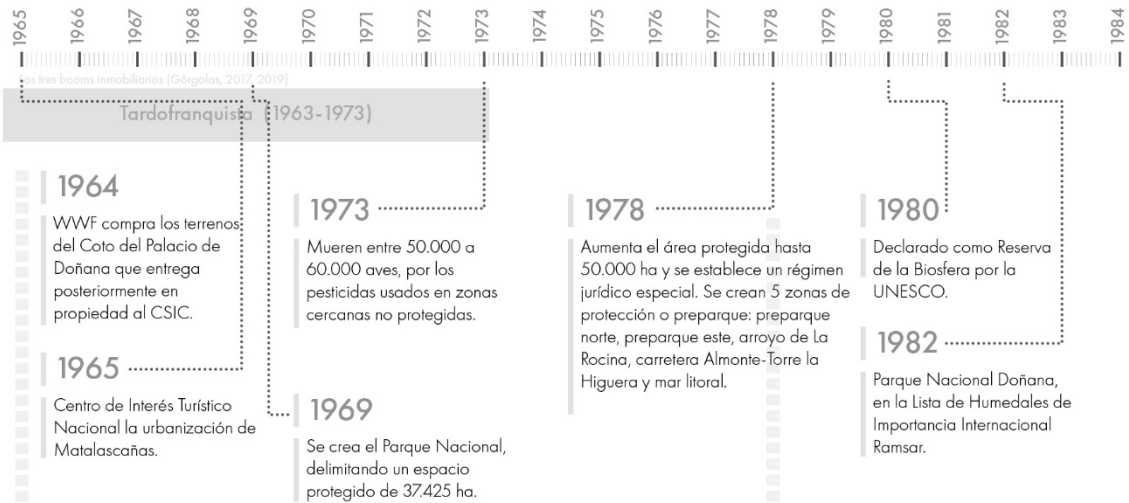 1965 1966 1967 1968 1969 1970 1971 1972 1973 1974 1975 1976 1977 1978 1979 1980 1981 1982 1983 1984
Los tres booms inmobiliarios (Górgolas, 2017, 2019)
Tardofranquista (1963-1973)
1964
WWF compra los terrenos
del Coto del Palacio de
Doñana que entrega
posteriormente en
propiedad al CSIC.
1965
Centro de Interés Turístico
Nacional la urbanización de
Matalascañas.
1973
Mueren entre 50.000 a
60.000 aves, por los
pesticidas usados en zonas
cercanas no protegidas.
1969
Se crea el Parque Nacional,
delimitando un espacio
protegido de 37.425 ha.
1978
Aumenta el área protegida hasta
50.000 ha y se establece un régimen
jurídico especial. Se crean 5 zonas de
protección o preparque: preparque
norte, preparque este, arroyo de La
Rocina, carretera Almonte-Torre la
Higuera y mar litoral.
1980
Declarado como Reserva
de la Biosfera por la
UNESCO.
1982
Parque Nacional Doñana,
en la Lista de Humedales de
Importancia Internacional
Ramsar.